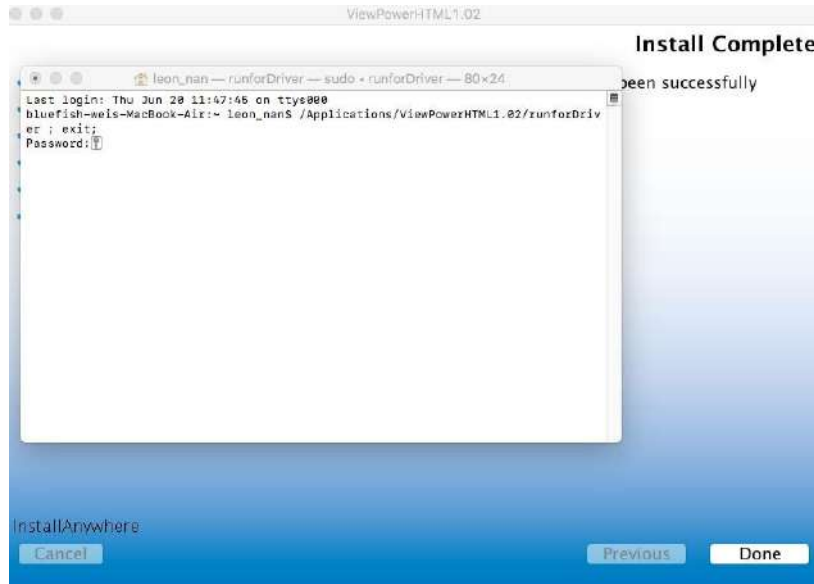 ViewPowerHTML1.02
Install Complete
been successfully
leon_nan — runforDriver — sudo ◂ runforDriver — 80×24
Last login: Thu Jun 20 11:47:45 on ttys000
bluefish-weis-MacBook-Air:~ leon_nan$ /Applications/ViewPowerHTML1.02/runforDriv
er ; exit;
Password:
InstallAnywhere
Cancel
Previous
Done